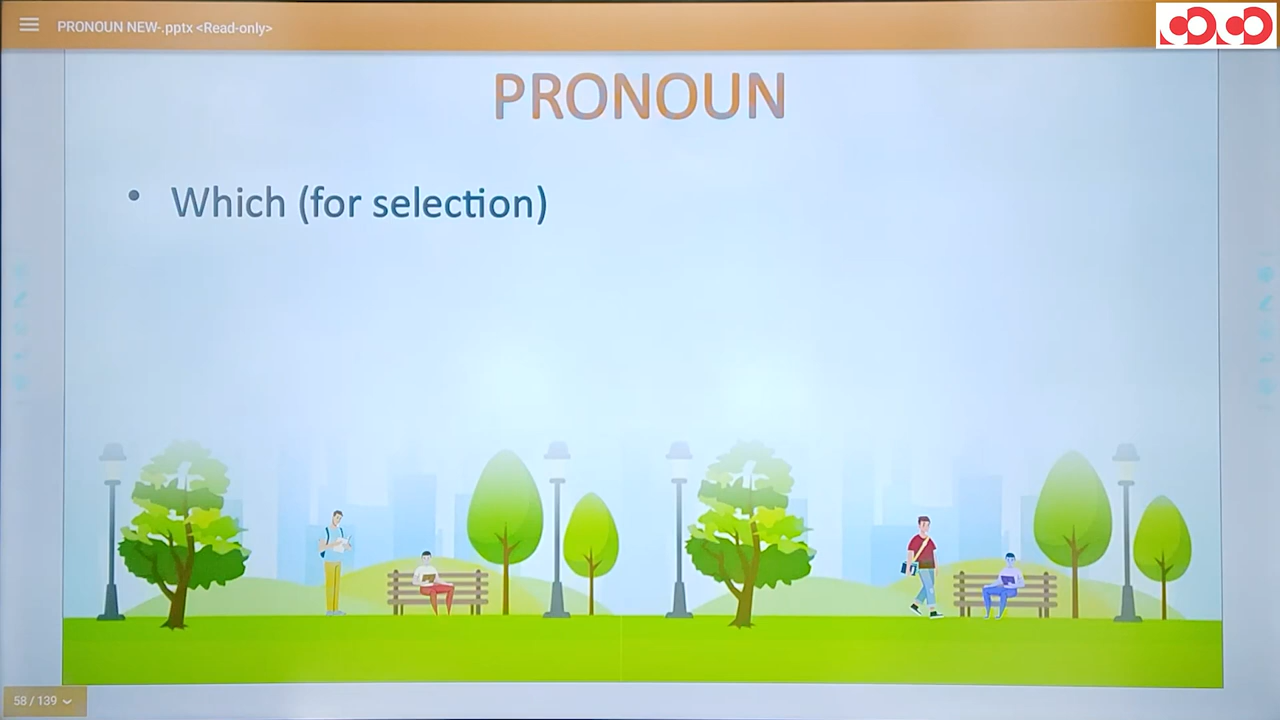 PRONOUN NEW-.pptx <Read-only>
PRONOUN
• Which (for selection)
58 / 139